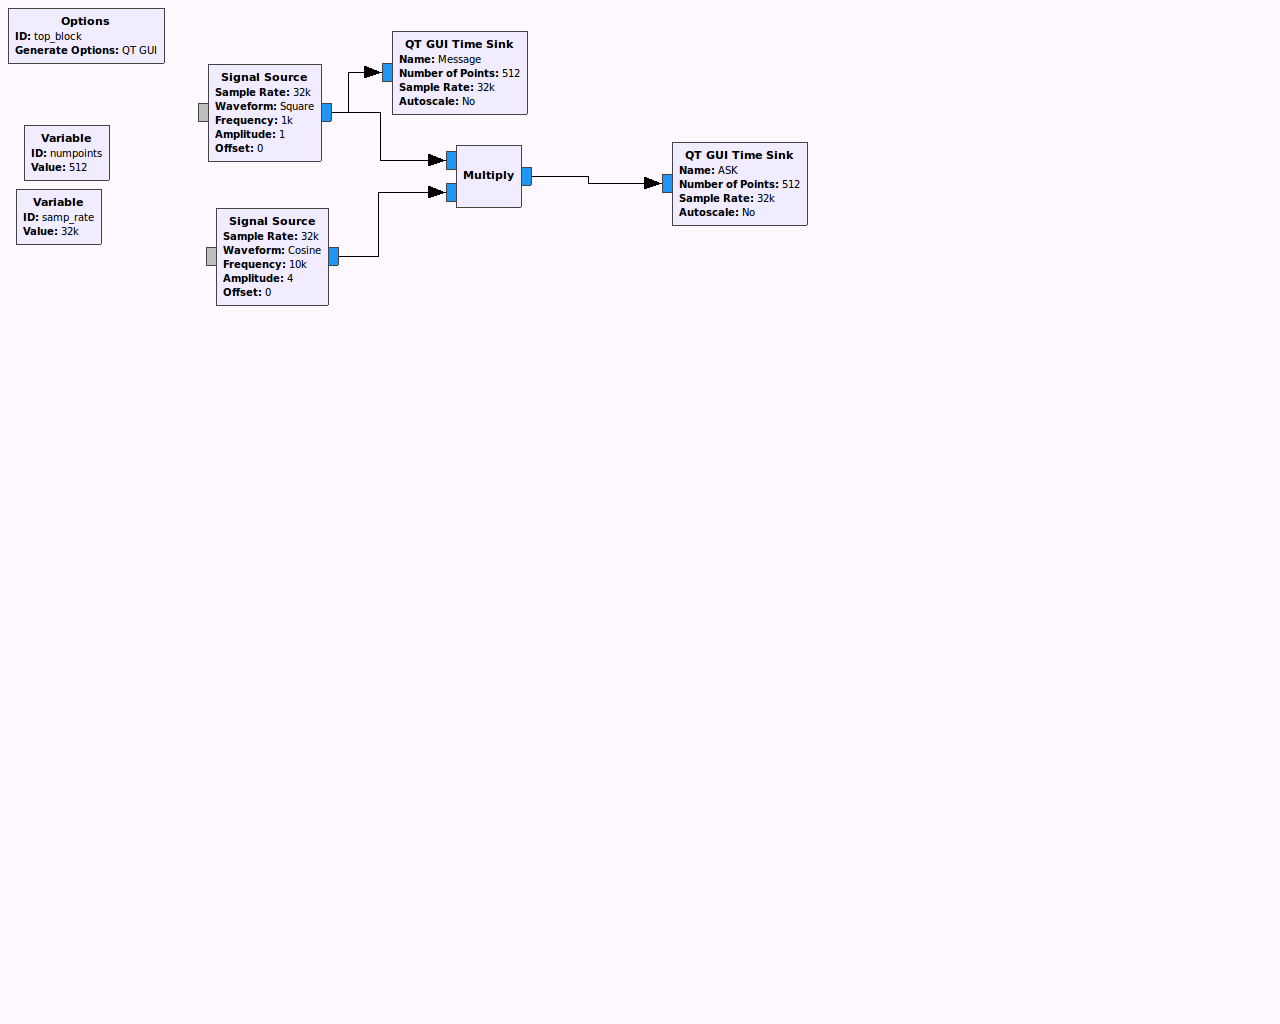 Options
ID: top_block
Generate Options: QT GUI
Variable
ID: numpoints
Value: 512
Variable
ID: samp_rate
Value: 32k
Signal Source
Sample Rate: 32k
Waveform: Square
Frequency: 1k
Amplitude: 1
Offset: 0
Signal Source
Sample Rate: 32k
Waveform: Cosine
Frequency: 10k
Amplitude: 4
Offset: 0
QT GUI Time Sink
Name: Message
Number of Points: 512
Sample Rate: 32k
Autoscale: No
Multiply
QT GUI Time Sink
Name: ASK
Number of Points: 512
Sample Rate: 32k
Autoscale: No